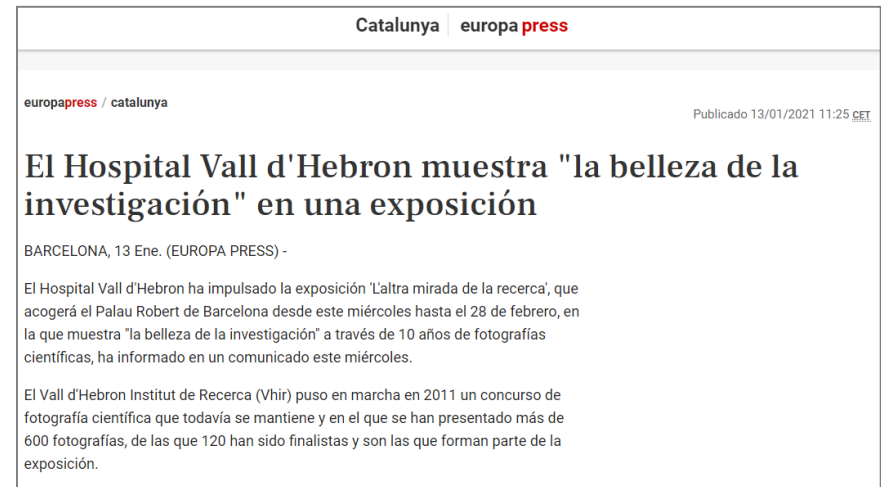 Catalunya europapress
europapress / catalunya
Publicado 13/01/2021 11:25 CET
El Hospital Vall d'Hebron muestra "la belleza de la
investigación" en una exposición
BARCELONA, 13 Ene. (EUROPA PRESS) -
El Hospital Vall d'Hebron ha impulsado la exposición 'L'altra mirada de la recerca', que
acogerá el Palau Robert de Barcelona desde este miércoles hasta el 28 de febrero, en
la que muestra "la belleza de la investigación" a través de 10 años de fotografías
científicas, ha informado en un comunicado este miércoles.
El Vall d'Hebron Institut de Recerca (Vhir) puso en marcha en 2011 un concurso de
fotografía científica que todavía se mantiene y en el que se han presentado más de
600 fotografías, de las que 120 han sido finalistas y son las que forman parte de la
exposición.